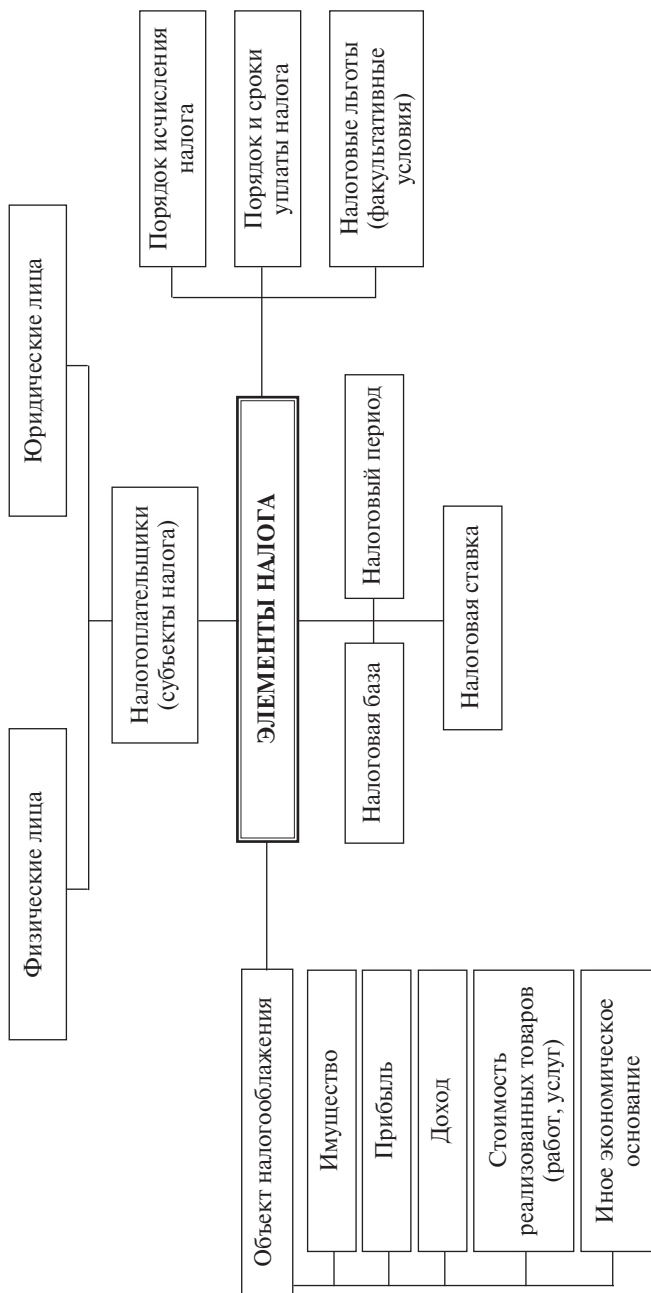 Физические лица
Юридические лица
Налогоплательщики
(субъекты налога)
ЭЛЕМЕНТЫ НАЛОГА
Объект налогооблажения
Имущество
Прибыль
Доход
Стоимость
реализованных товаров
(работ, услуг)
Иное экономическое
основание
Налоговая база
Налоговый период
Налоговая ставка
Порядок исчисления
налога
Порядок и сроки
уплаты налога
Налоговые льготы
(факультативные
условия)